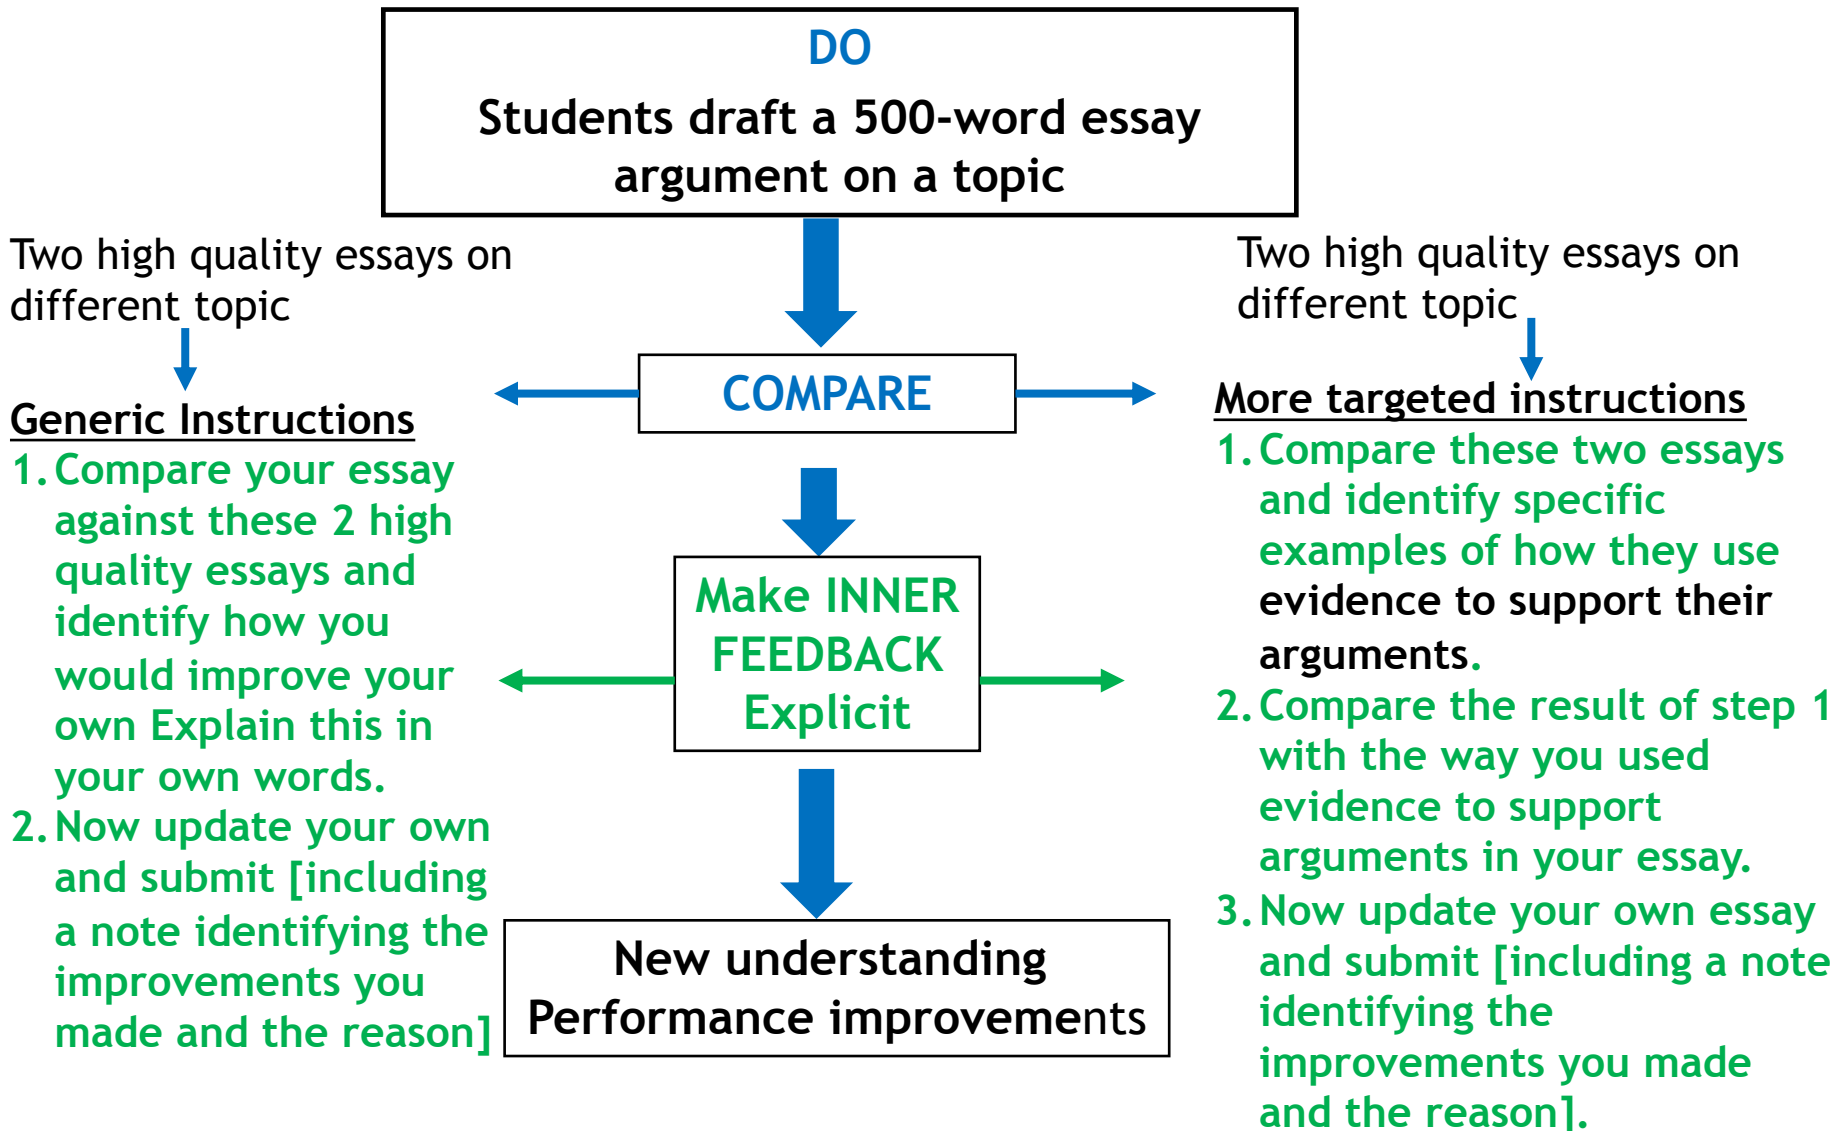 DO
Students draft a 500-word essay
argument on a topic
Two high quality essays on
different topic
Generic Instructions
1. Compare your essay
against these 2 high
quality essays and
identify how you
would improve your
own Explain this in
your own words.
2. Now update your own
and submit [including
a note identifying the
improvements you
made and the reason]
COMPARE
Make INNER
FEEDBACK
Explicit
New understanding
Performance improvements
Two high quality essays on
different topic
More targeted instructions
1. Compare these two essays
and identify specific
examples of how they use
evidence to support their
arguments.
2. Compare the result of step 1
with the way you used
evidence to support
arguments in your essay.
3. Now update your own essay
and submit [including a note
identifying the
improvements you made
and the reason].